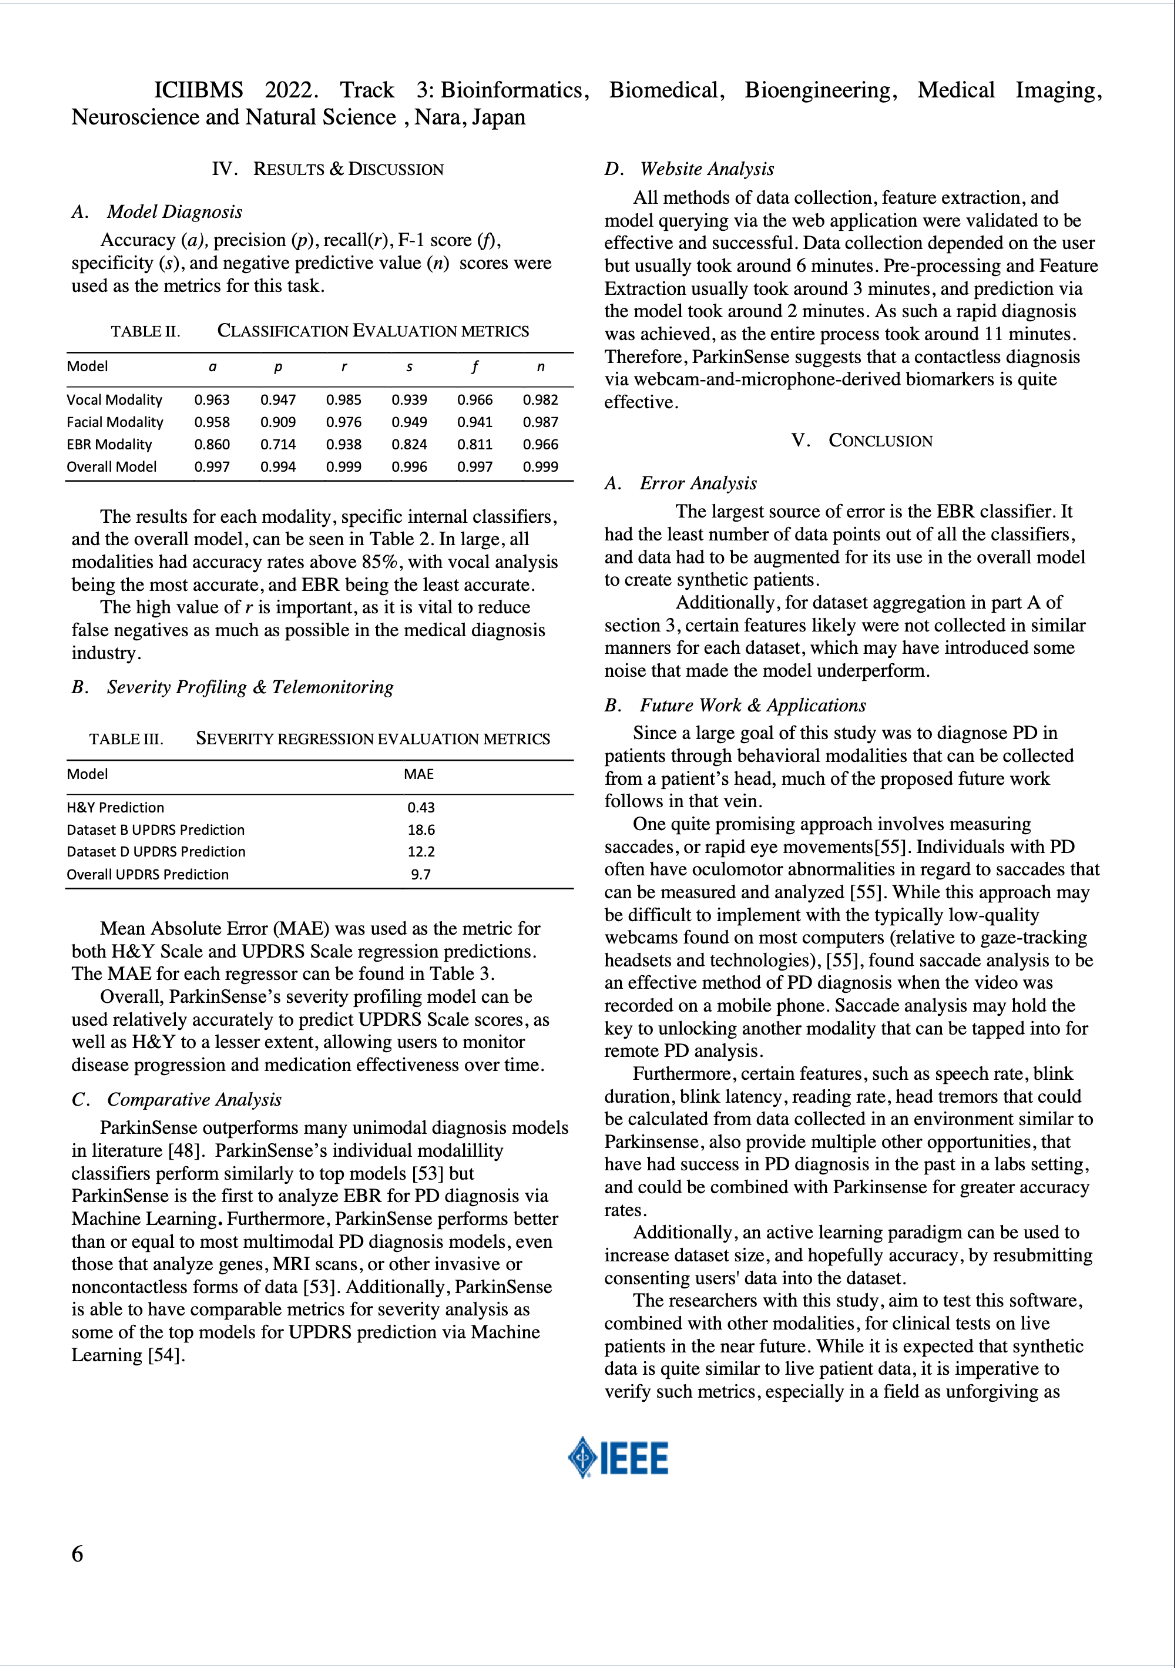 ICIIBMS 2022. Track 3: Bioinformatics, Biomedical, Bioengineering, Medical Imaging,
Neuroscience and Natural Science , Nara, Japan
IV. RESULTS & DISCUSSION
A. Model Diagnosis
Accuracy (a), precision (p), recall(r), F-1 score (f),
specificity (s), and negative predictive value (n) scores were
used as the metrics for this task.
TABLE II. CLASSIFICATION EVALUATION METRICS
Model a p r s f n
Vocal Modality 0.963 0.947 0.985 0.939 0.966 0.982
Facial Modality 0.958 0.909 0.976 0.949 0.941 0.987
EBR Modality 0.860 0.714 0.938 0.824 0.811 0.966
Overall Model 0.997 0.994 0.999 0.996 0.997 0.999
The results for each modality, specific internal classifiers,
and the overall model, can be seen in Table 2. In large, all
modalities had accuracy rates above 85%, with vocal analysis
being the most accurate, and EBR being the least accurate.
The high value of r is important, as it is vital to reduce
false negatives as much as possible in the medical diagnosis
industry.
B. Severity Profiling & Telemonitoring
TABLE III. SEVERITY REGRESSION EVALUATION METRICS
Model MAE
H&Y Prediction 0.43
Dataset B UPDRS Prediction 18.6
Dataset D UPDRS Prediction 12.2
Overall UPDRS Prediction 9.7
Mean Absolute Error (MAE) was used as the metric for
both H&Y Scale and UPDRS Scale regression predictions.
The MAE for each regressor can be found in Table 3.
Overall, ParkinSense’s severity profiling model can be
used relatively accurately to predict UPDRS Scale scores, as
well as H&Y to a lesser extent, allowing users to monitor
disease progression and medication effectiveness over time.
C. Comparative Analysis
ParkinSense outperforms many unimodal diagnosis models
in literature [48]. ParkinSense’s individual modalillity
classifiers perform similarly to top models [53] but
ParkinSense is the first to analyze EBR for PD diagnosis via
Machine Learning. Furthermore, ParkinSense performs better
than or equal to most multimodal PD diagnosis models, even
those that analyze genes, MRI scans, or other invasive or
noncontactless forms of data [53]. Additionally, ParkinSense
is able to have comparable metrics for severity analysis as
some of the top models for UPDRS prediction via Machine
Learning [54].
D. Website Analysis
All methods of data collection, feature extraction, and
model querying via the web application were validated to be
effective and successful. Data collection depended on the user
but usually took around 6 minutes. Pre-processing and Feature
Extraction usually took around 3 minutes, and prediction via
the model took around 2 minutes. As such a rapid diagnosis
was achieved, as the entire process took around 11 minutes.
Therefore, ParkinSense suggests that a contactless diagnosis
via webcam-and-microphone-derived biomarkers is quite
effective.
V. CONCLUSION
A. Error Analysis
The largest source of error is the EBR classifier. It
had the least number of data points out of all the classifiers,
and data had to be augmented for its use in the overall model
to create synthetic patients.
Additionally, for dataset aggregation in part A of
section 3, certain features likely were not collected in similar
manners for each dataset, which may have introduced some
noise that made the model underperform.
B. Future Work & Applications
Since a large goal of this study was to diagnose PD in
patients through behavioral modalities that can be collected
from a patient’s head, much of the proposed future work
follows in that vein.
One quite promising approach involves measuring
saccades, or rapid eye movements[55]. Individuals with PD
often have oculomotor abnormalities in regard to saccades that
can be measured and analyzed [55]. While this approach may
be difficult to implement with the typically low-quality
webcams found on most computers (relative to gaze-tracking
headsets and technologies), [55], found saccade analysis to be
an effective method of PD diagnosis when the video was
recorded on a mobile phone. Saccade analysis may hold the
key to unlocking another modality that can be tapped into for
remote PD analysis.
Furthermore, certain features, such as speech rate, blink
duration, blink latency, reading rate, head tremors that could
be calculated from data collected in an environment similar to
Parkinsense, also provide multiple other opportunities, that
have had success in PD diagnosis in the past in a labs setting,
and could be combined with Parkinsense for greater accuracy
rates.
Additionally, an active learning paradigm can be used to
increase dataset size, and hopefully accuracy, by resubmitting
consenting users' data into the dataset.
The researchers with this study, aim to test this software,
combined with other modalities, for clinical tests on live
patients in the near future. While it is expected that synthetic
data is quite similar to live patient data, it is imperative to
verify such metrics, especially in a field as unforgiving as
IEEE
6